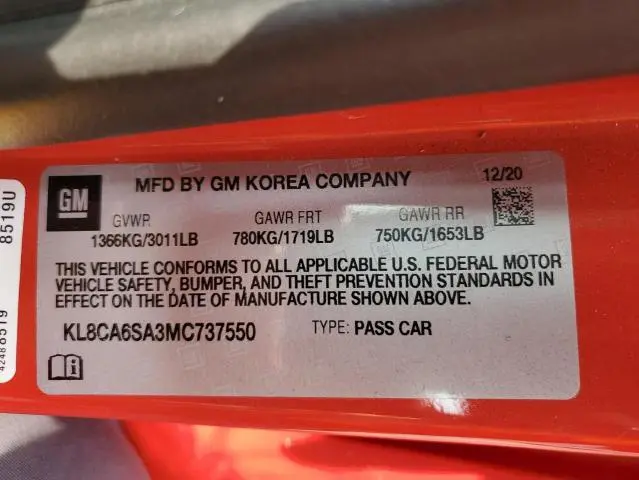 GM
MFD BY GM KOREA COMPANY
12/20
GVWR GAWR FRT GAWR RR
1366KG/3011LB 780KG/1719LB 750KG/1653LB
THIS VEHICLE CONFORMS TO ALL APPLICABLE U.S. FEDERAL MOTOR
VEHICLE SAFETY, BUMPER, AND THEFT PREVENTION STANDARDS IN
EFFECT ON THE DATE OF MANUFACTURE SHOWN ABOVE.
KL8CA6SA3MC737550 TYPE: PASS CAR
8519U
42488519